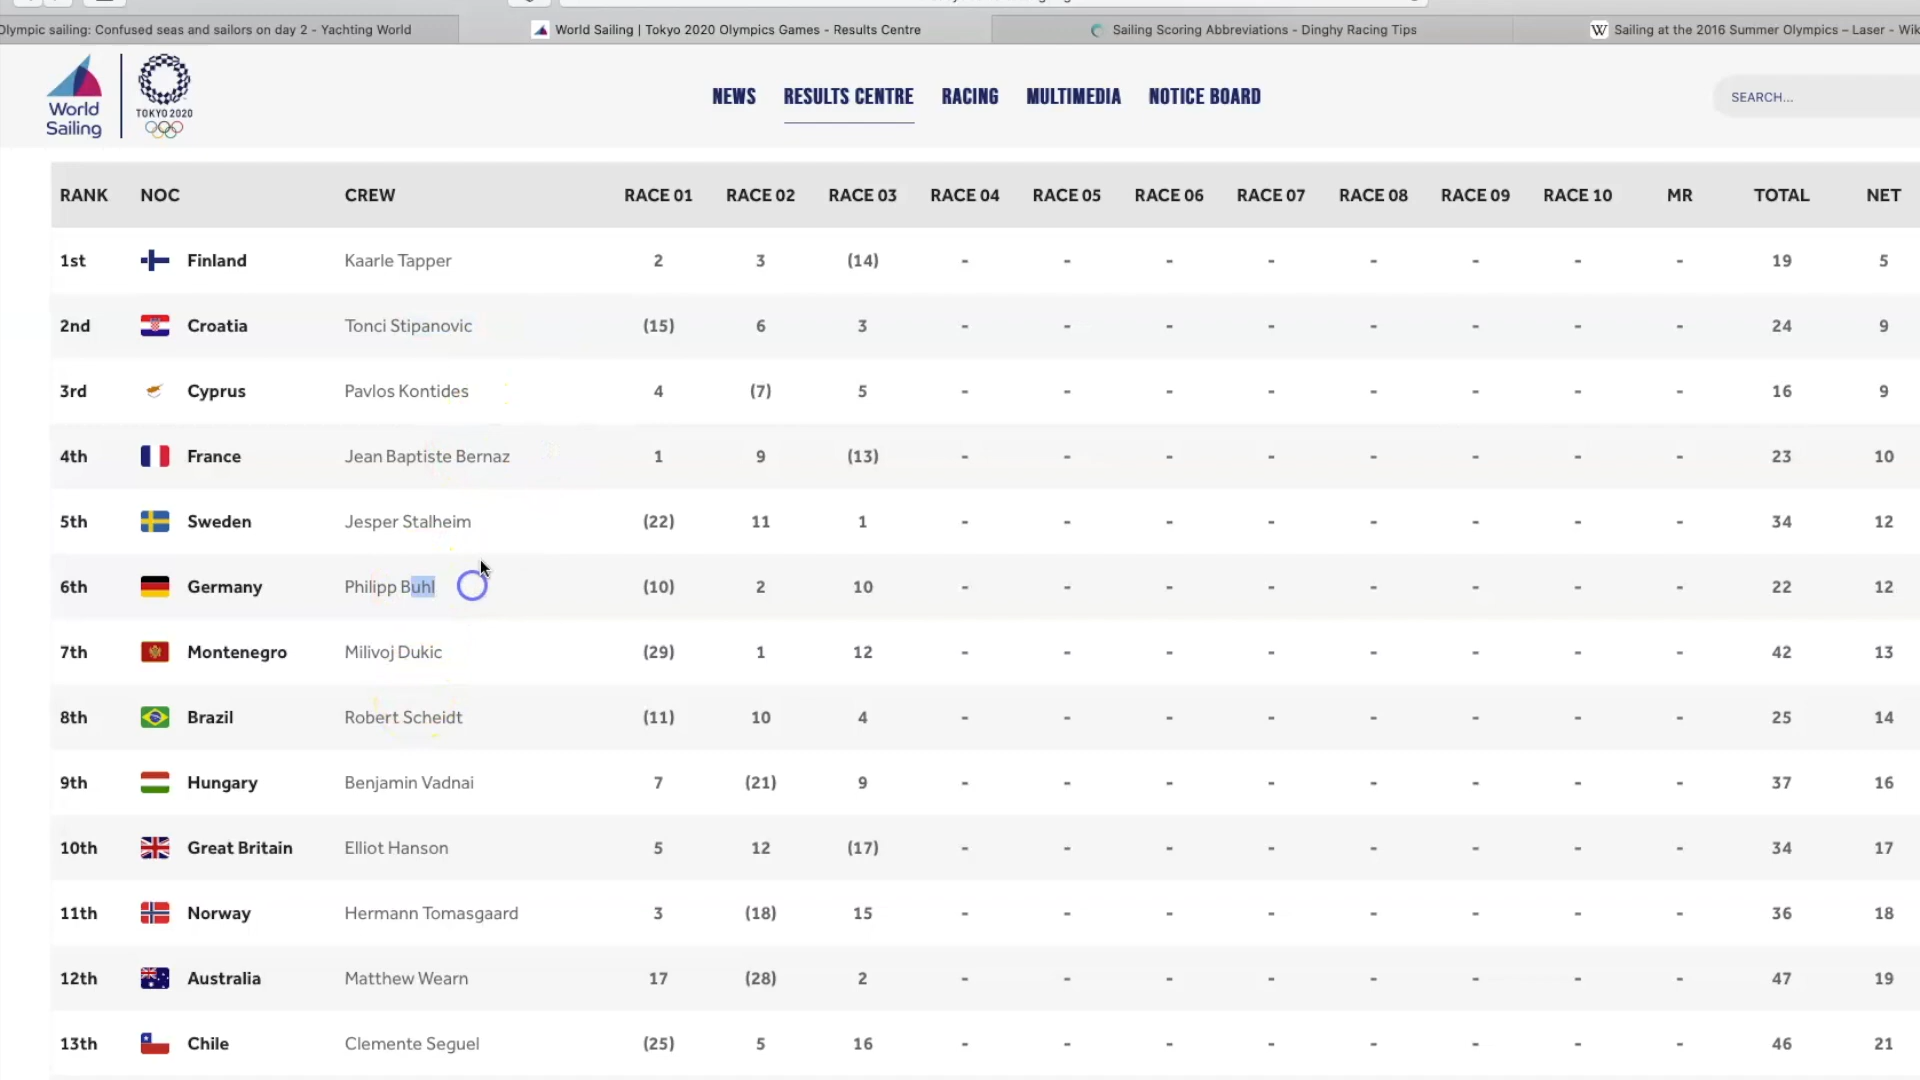 Olympic sailing: Confused seas and sailors on day 2 - Yachting World
World Sailing | Tokyo 2020 Olympics Games - Results Centre
Sailing Scoring Abbreviations - Dinghy Racing Tips
W Sailing at the 2016 Summer Olympics – Laser - Wik
World Sailing
TOKYO 2020
NEWS RESULTS CENTRE RACING MULTIMEDIA NOTICE BOARD
SEARCH...
RANK NOC CREW RACE 01 RACE 02 RACE 03 RACE 04 RACE 05 RACE 06 RACE 07 RACE 08 RACE 09 RACE 10 MR TOTAL NET
1st Finland Kaarle Tapper 2 3 (14) - - - - - - - - 19 5
2nd Croatia Tonci Stipanovic (15) 6 3 - - - - - - - - 24 9
3rd Cyprus Pavlos Kontides 4 (7) 5 - - - - - - - - 16 9
4th France Jean Baptiste Bernaz 1 9 (13) - - - - - - - - 23 10
5th Sweden Jesper Stalheim (22) 11 1 - - - - - - - - 34 12
6th Germany Philipp Buhl (10) 2 10 - - - - - - - - 22 12
7th Montenegro Milivoj Dukic (29) 1 12 - - - - - - - - 42 13
8th Brazil Robert Scheidt (11) 10 4 - - - - - - - - 25 14
9th Hungary Benjamin Vadnai 7 (21) 9 - - - - - - - - 37 16
10th Great Britain Elliot Hanson 5 12 (17) - - - - - - - - 34 17
11th Norway Hermann Tomasgaard 3 (18) 15 - - - - - - - - 36 18
12th Australia Matthew Wearn 17 (28) 2 - - - - - - - - 47 19
13th Chile Clemente Seguel (25) 5 16 - - - - - - - - 46 21